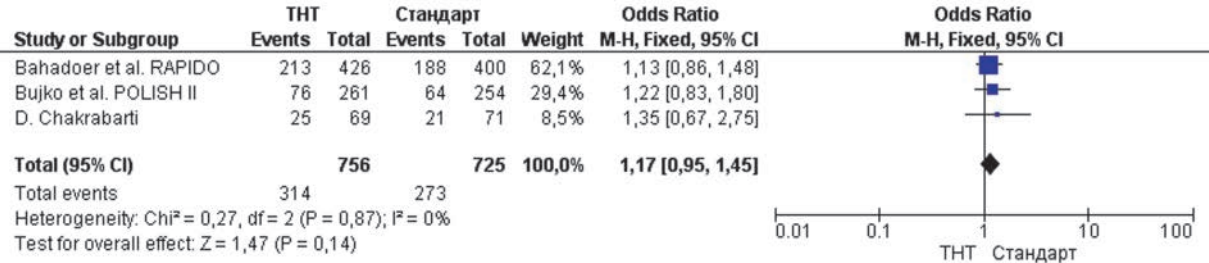 ТНТ Стандарт Odds Ratio Odds Ratio
Study or Subgroup Events Total Events Total Weight M-H, Fixed, 95% CI M-H, Fixed, 95% CI
Bahadoer et al. RAPIDO 213 426 188 400 62,1% 1,13 [0,86, 1,48]
Bujko et al. POLISH II 76 261 64 254 29,4% 1,22 [0,83, 1,80]
D. Chakrabarti 25 69 21 71 8,5% 1,35 [0,67, 2,75]
Total (95% CI) 756 725 100,0% 1,17 [0,95, 1,45]
Total events 314 273
Heterogeneity: Chi² = 0,27, df = 2 (P = 0,87); I² = 0%
Test for overall effect: Z = 1,47 (P = 0,14)
0.01 0.1 1 10 100
ТНТ Стандарт